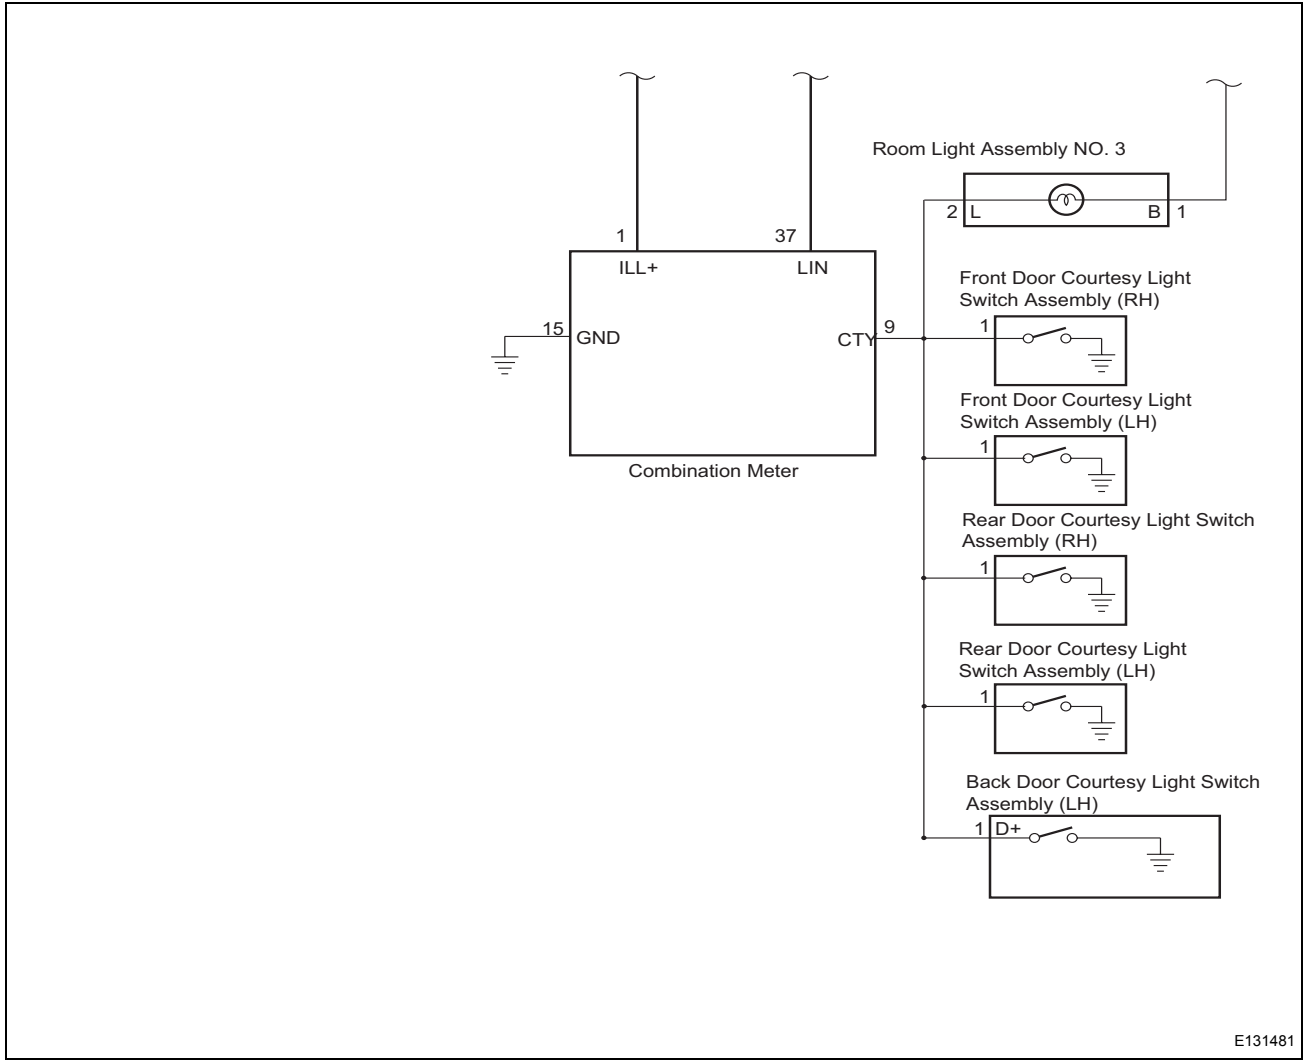 Room Light Assembly NO. 3
2 L B 1
1 37
ILL+ LIN
Front Door Courtesy Light
Switch Assembly (RH)
15 GND CTY 9 1
Front Door Courtesy Light
Switch Assembly (LH)
1
Combination Meter
Rear Door Courtesy Light Switch
Assembly (RH)
1
Rear Door Courtesy Light
Switch Assembly (LH)
1
Back Door Courtesy Light Switch
Assembly (LH)
1 D+
E131481